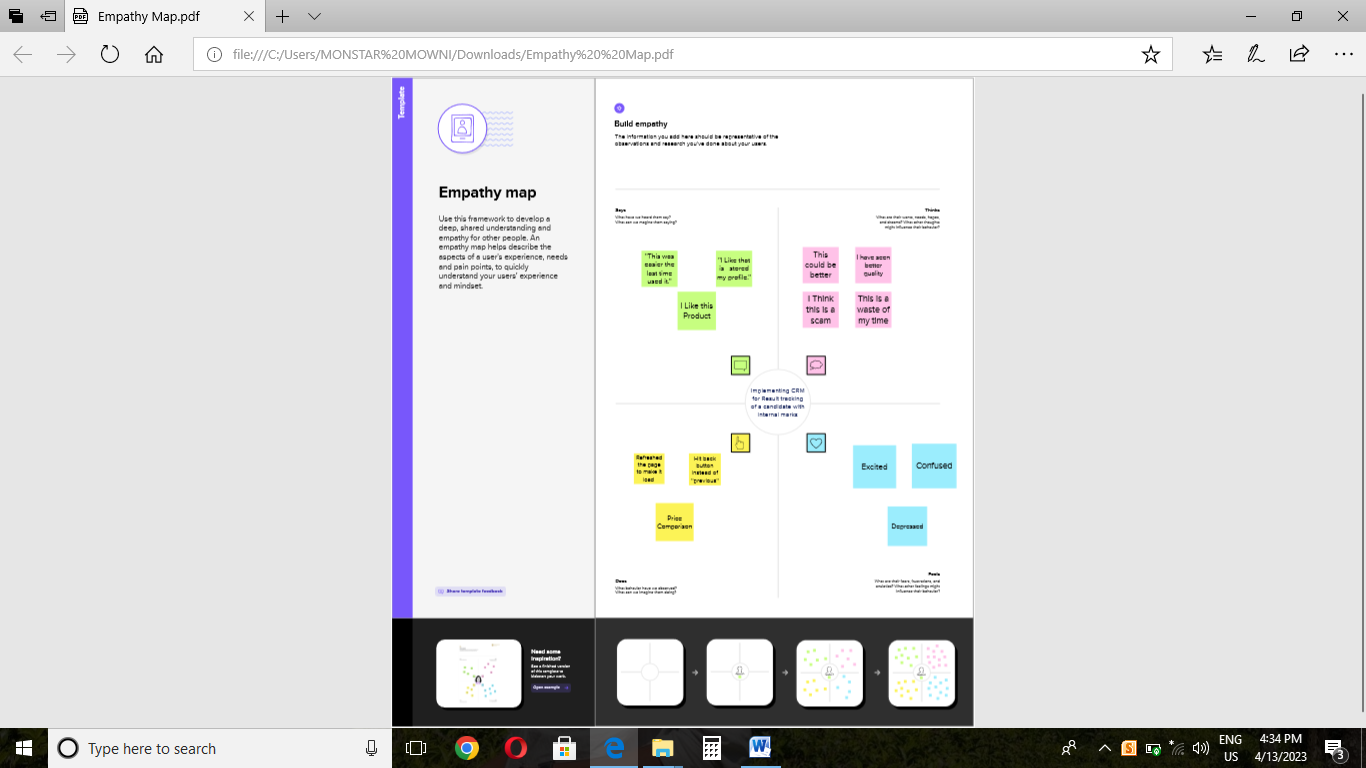 Empathy Map.pdf
file:///C:/Users/MONSTAR%20MOWNI/Downloads/Empathy%20%20Map.pdf
Template
Empathy map
Use this framework to develop a
deep, shared understanding and
empathy for other people. An
empathy map helps describe the
aspects of a user's experience, needs
and pain points, to quickly
understand your users' experience
and mindset.
Share template feedback
Build empathy
The information you add here should be representative of the
observations and research you've done about your users.
Says
What have we heard them say?
What can we imagine them saying?
Thinks
What are their wants, needs, hopes,
and dreams? What other thoughts
might influence their behavior?
"This was
easier the
last time
used it."
"I Like that
is stored
my profile."
I Like this
Product
This
could be
better
I have seen
better
quality
I Think
this is a
scam
This is a
waste of
my time
Implementing CRM
for Result tracking
of a candidate with
internal marks
Refreshed
the page
to make it
load
Hit back
button
instead of
"previous"
Price
Comparison
Excited
Confused
Depressed
Does
What behavior have we observed?
What can we imagine them doing?
Feels
What are their fears, frustrations, and
anxieties? What other feelings might
influence their behavior?
Need some
inspiration?
See a finished version
of this template to
kickstart your work.
Open example
Type here to search
ENG
US
4:34 PM
4/13/2023
3